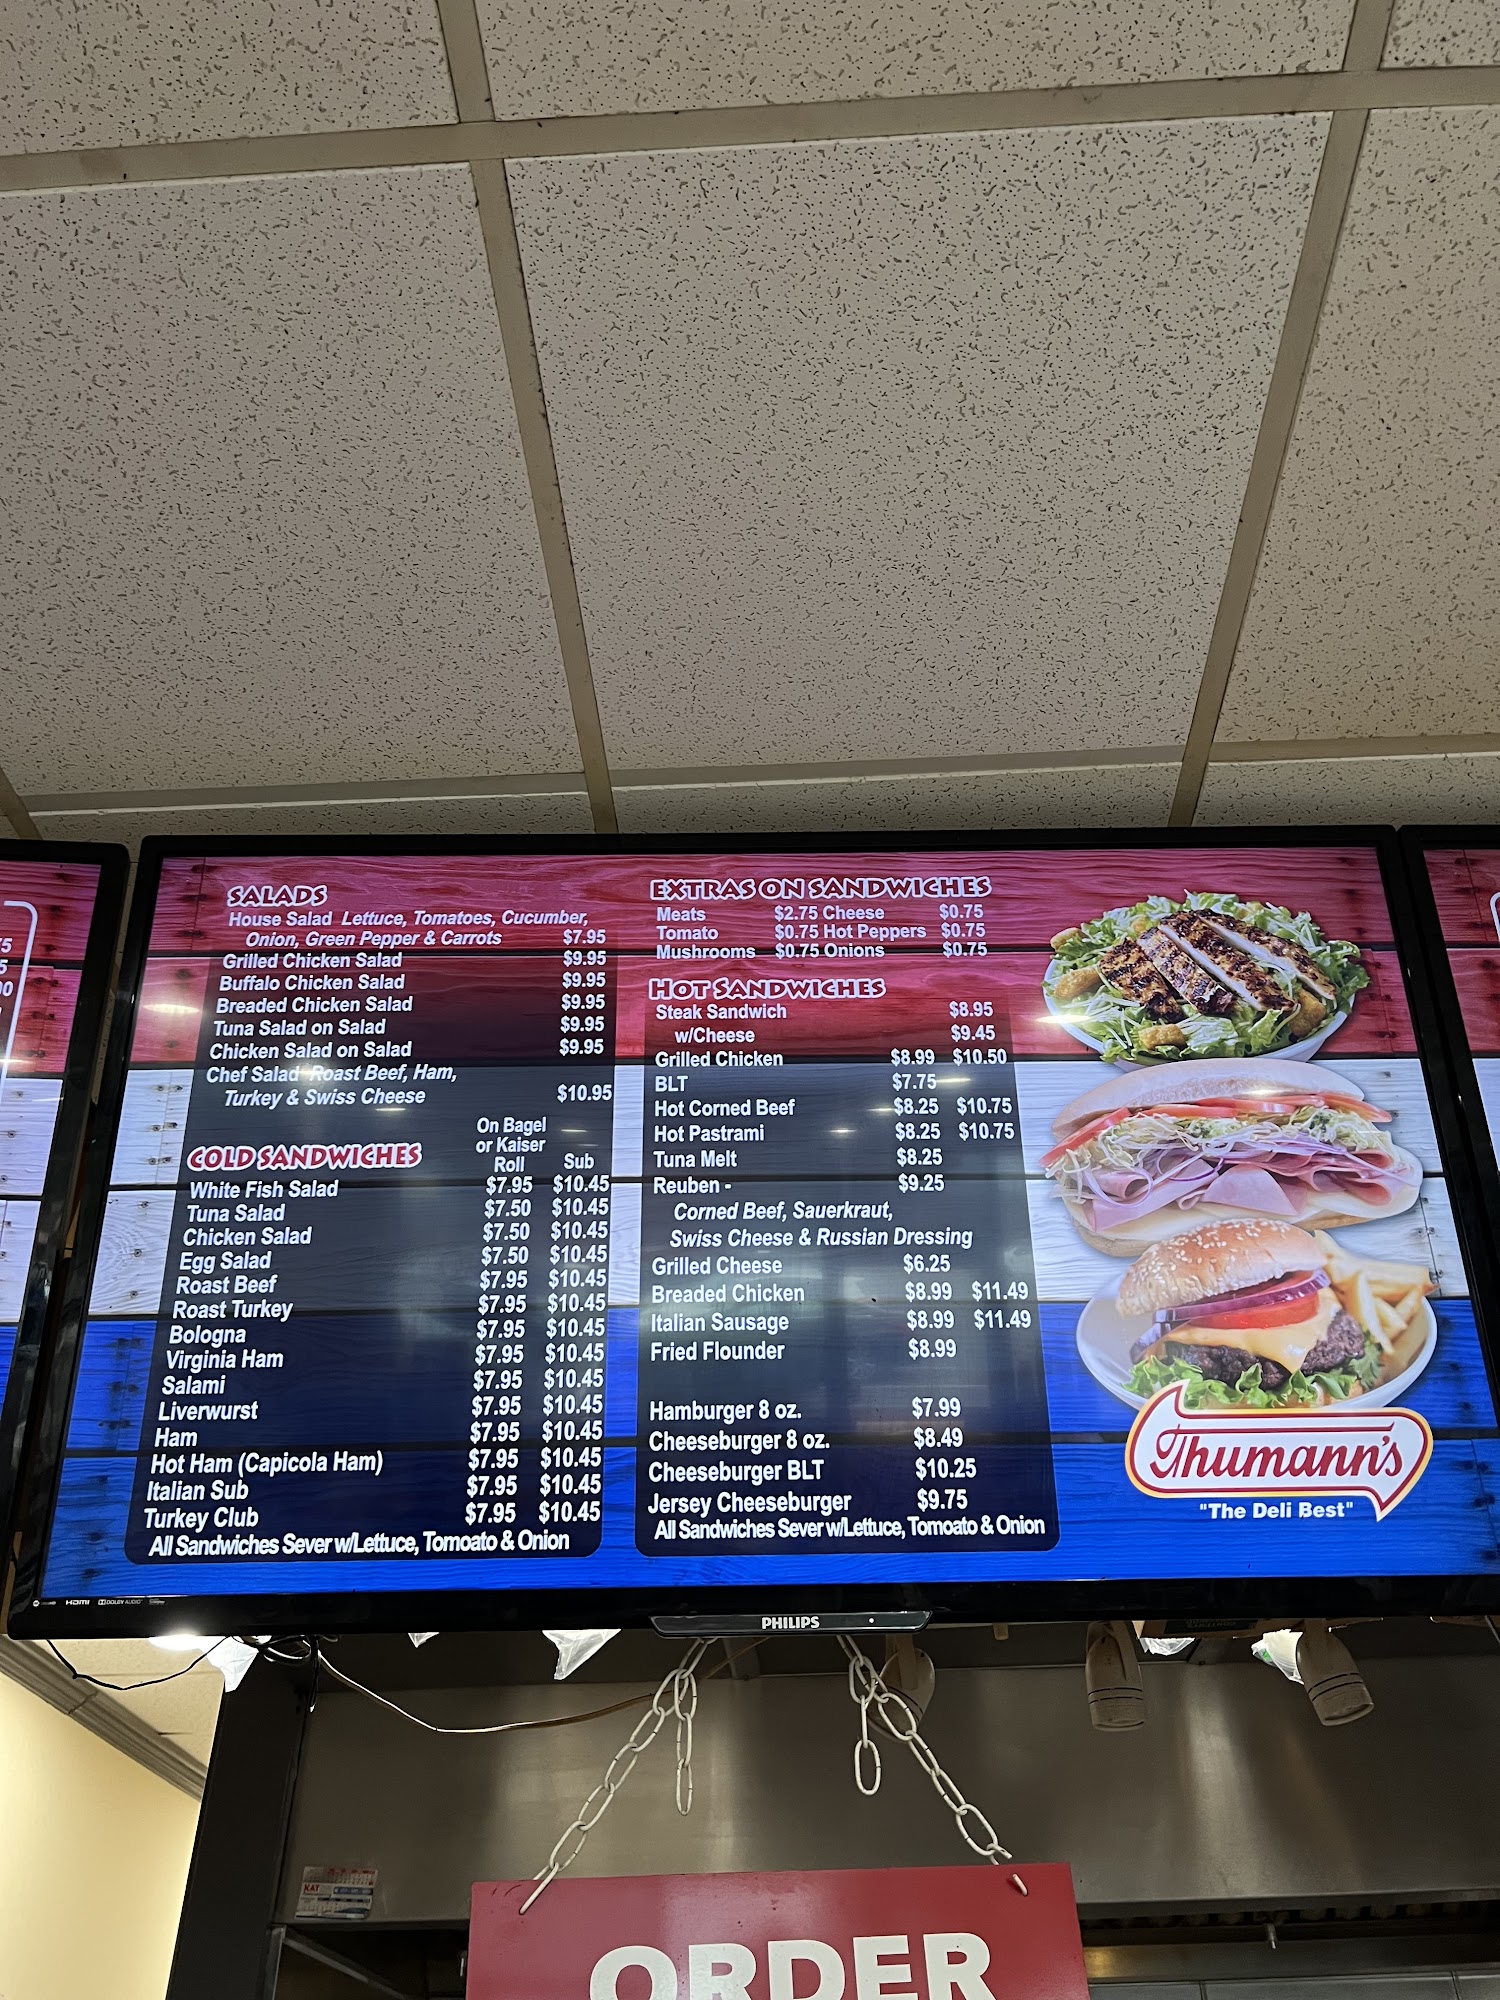 SALADS
House Salad Lettuce, Tomatoes, Cucumber,
Onion, Green Pepper & Carrots $7.95
Grilled Chicken Salad $9.95
Buffalo Chicken Salad $9.95
Breaded Chicken Salad $9.95
Tuna Salad on Salad $9.95
Chicken Salad on Salad $9.95
Chef Salad Roast Beef, Ham,
Turkey & Swiss Cheese $10.95
COLD SANDWICHES
On Bagel
or Kaiser
Roll Sub
White Fish Salad $7.95 $10.45
Tuna Salad $7.50 $10.45
Chicken Salad $7.50 $10.45
Egg Salad $7.50 $10.45
Roast Beef $7.95 $10.45
Roast Turkey $7.95 $10.45
Bologna $7.95 $10.45
Virginia Ham $7.95 $10.45
Salami $7.95 $10.45
Liverwurst $7.95 $10.45
Ham $7.95 $10.45
Hot Ham (Capicola Ham) $7.95 $10.45
Italian Sub $7.95 $10.45
Turkey Club $7.95 $10.45
All Sandwiches Sever w/Lettuce, Tomoato & Onion
EXTRAS ON SANDWICHES
Meats $2.75 Cheese $0.75
Tomato $0.75 Hot Peppers $0.75
Mushrooms $0.75 Onions $0.75
HOT SANDWICHES
Steak Sandwich $8.95
w/Cheese $9.45
Grilled Chicken $8.99 $10.50
BLT $7.75
Hot Corned Beef $8.25 $10.75
Hot Pastrami $8.25 $10.75
Tuna Melt $8.25
Reuben - $9.25
Corned Beef, Sauerkraut,
Swiss Cheese & Russian Dressing
Grilled Cheese $6.25
Breaded Chicken $8.99 $11.49
Italian Sausage $8.99 $11.49
Fried Flounder $8.99
Hamburger 8 oz. $7.99
Cheeseburger 8 oz. $8.49
Cheeseburger BLT $10.25
Jersey Cheeseburger $9.75
All Sandwiches Sever w/Lettuce, Tomoato & Onion
Thumann's
"The Deli Best"
HDMI DOLBY AUDIO
PHILIPS
KAT
ORDER